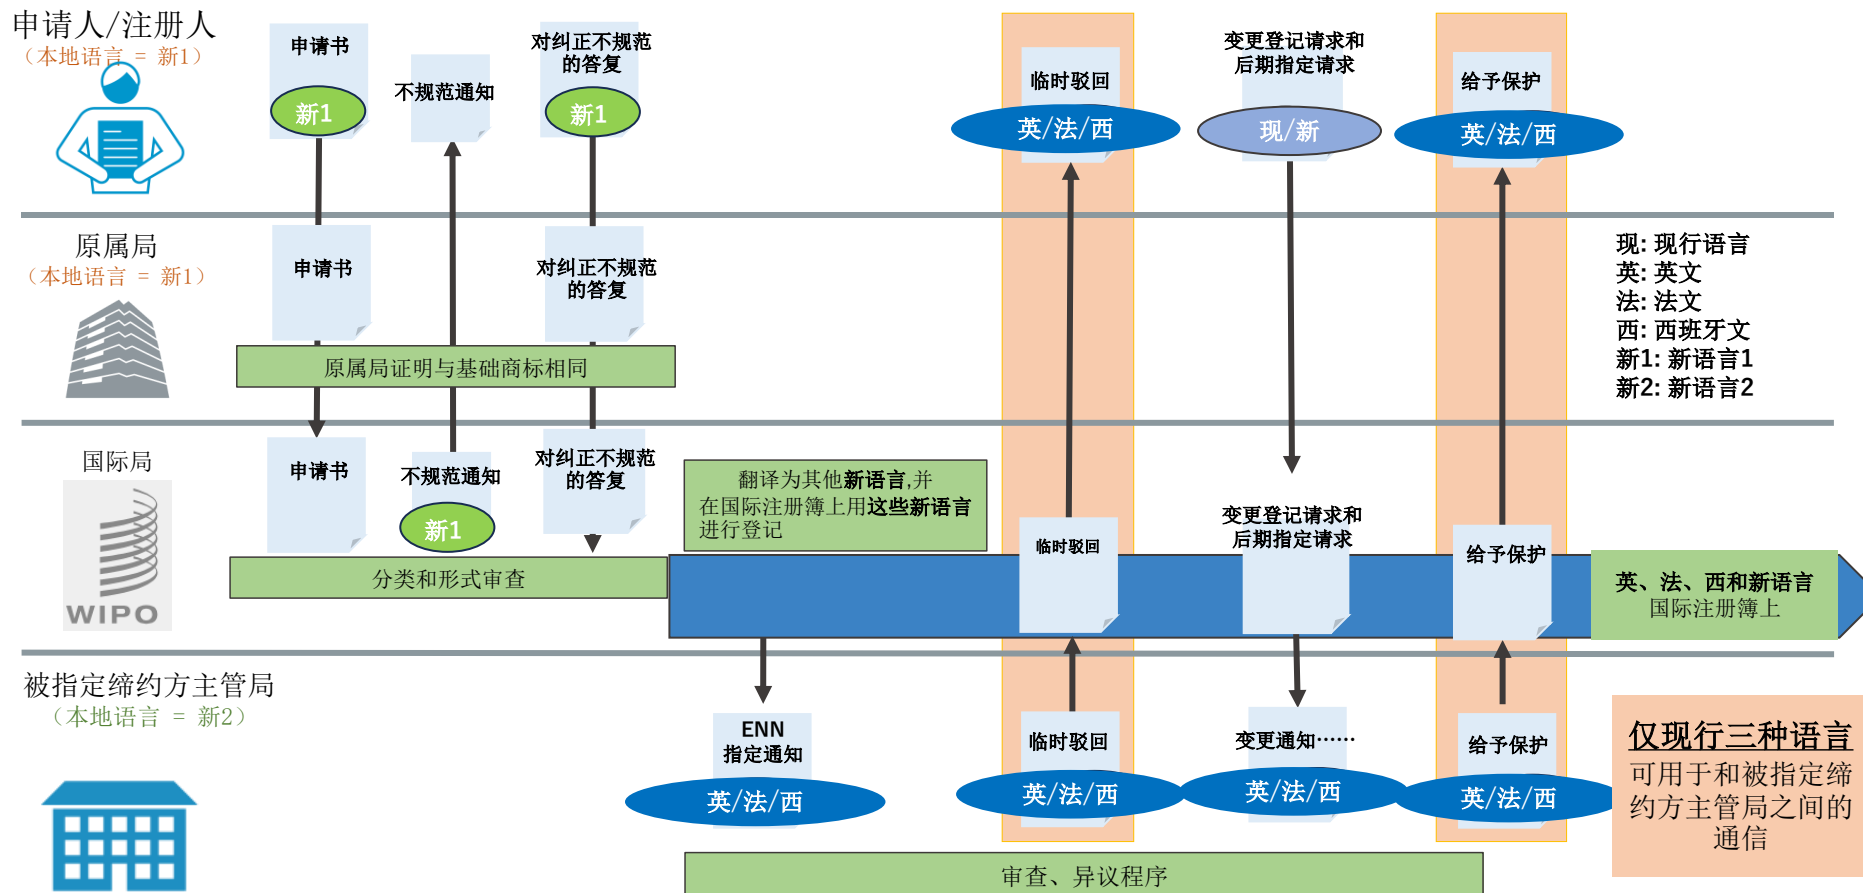 申请人/注册人
（本地语言 = 新1）
申请书
新1
不规范通知
对纠正不规范
的答复
新1
临时驳回
英/法/西
变更登记请求和
后期指定请求
现/新
给予保护
英/法/西
原属局
（本地语言 = 新1）
申请书
对纠正不规范
的答复
原属局证明与基础商标相同
现: 现行语言
英: 英文
法: 法文
西: 西班牙文
新1: 新语言1
新2: 新语言2
国际局
WIPO
申请书
不规范通知
新1
对纠正不规范
的答复
分类和形式审查
翻译为其他新语言,并
在国际注册簿上用这些新语言
进行登记
临时驳回
变更登记请求和
后期指定请求
给予保护
英、法、西和新语言
国际注册簿上
被指定缔约方主管局
（本地语言 = 新2）
ENN
指定通知
英/法/西
临时驳回
英/法/西
变更通知……
英/法/西
给予保护
英/法/西
仅现行三种语言
可用于和被指定缔
约方主管局之间的
通信
审查、异议程序